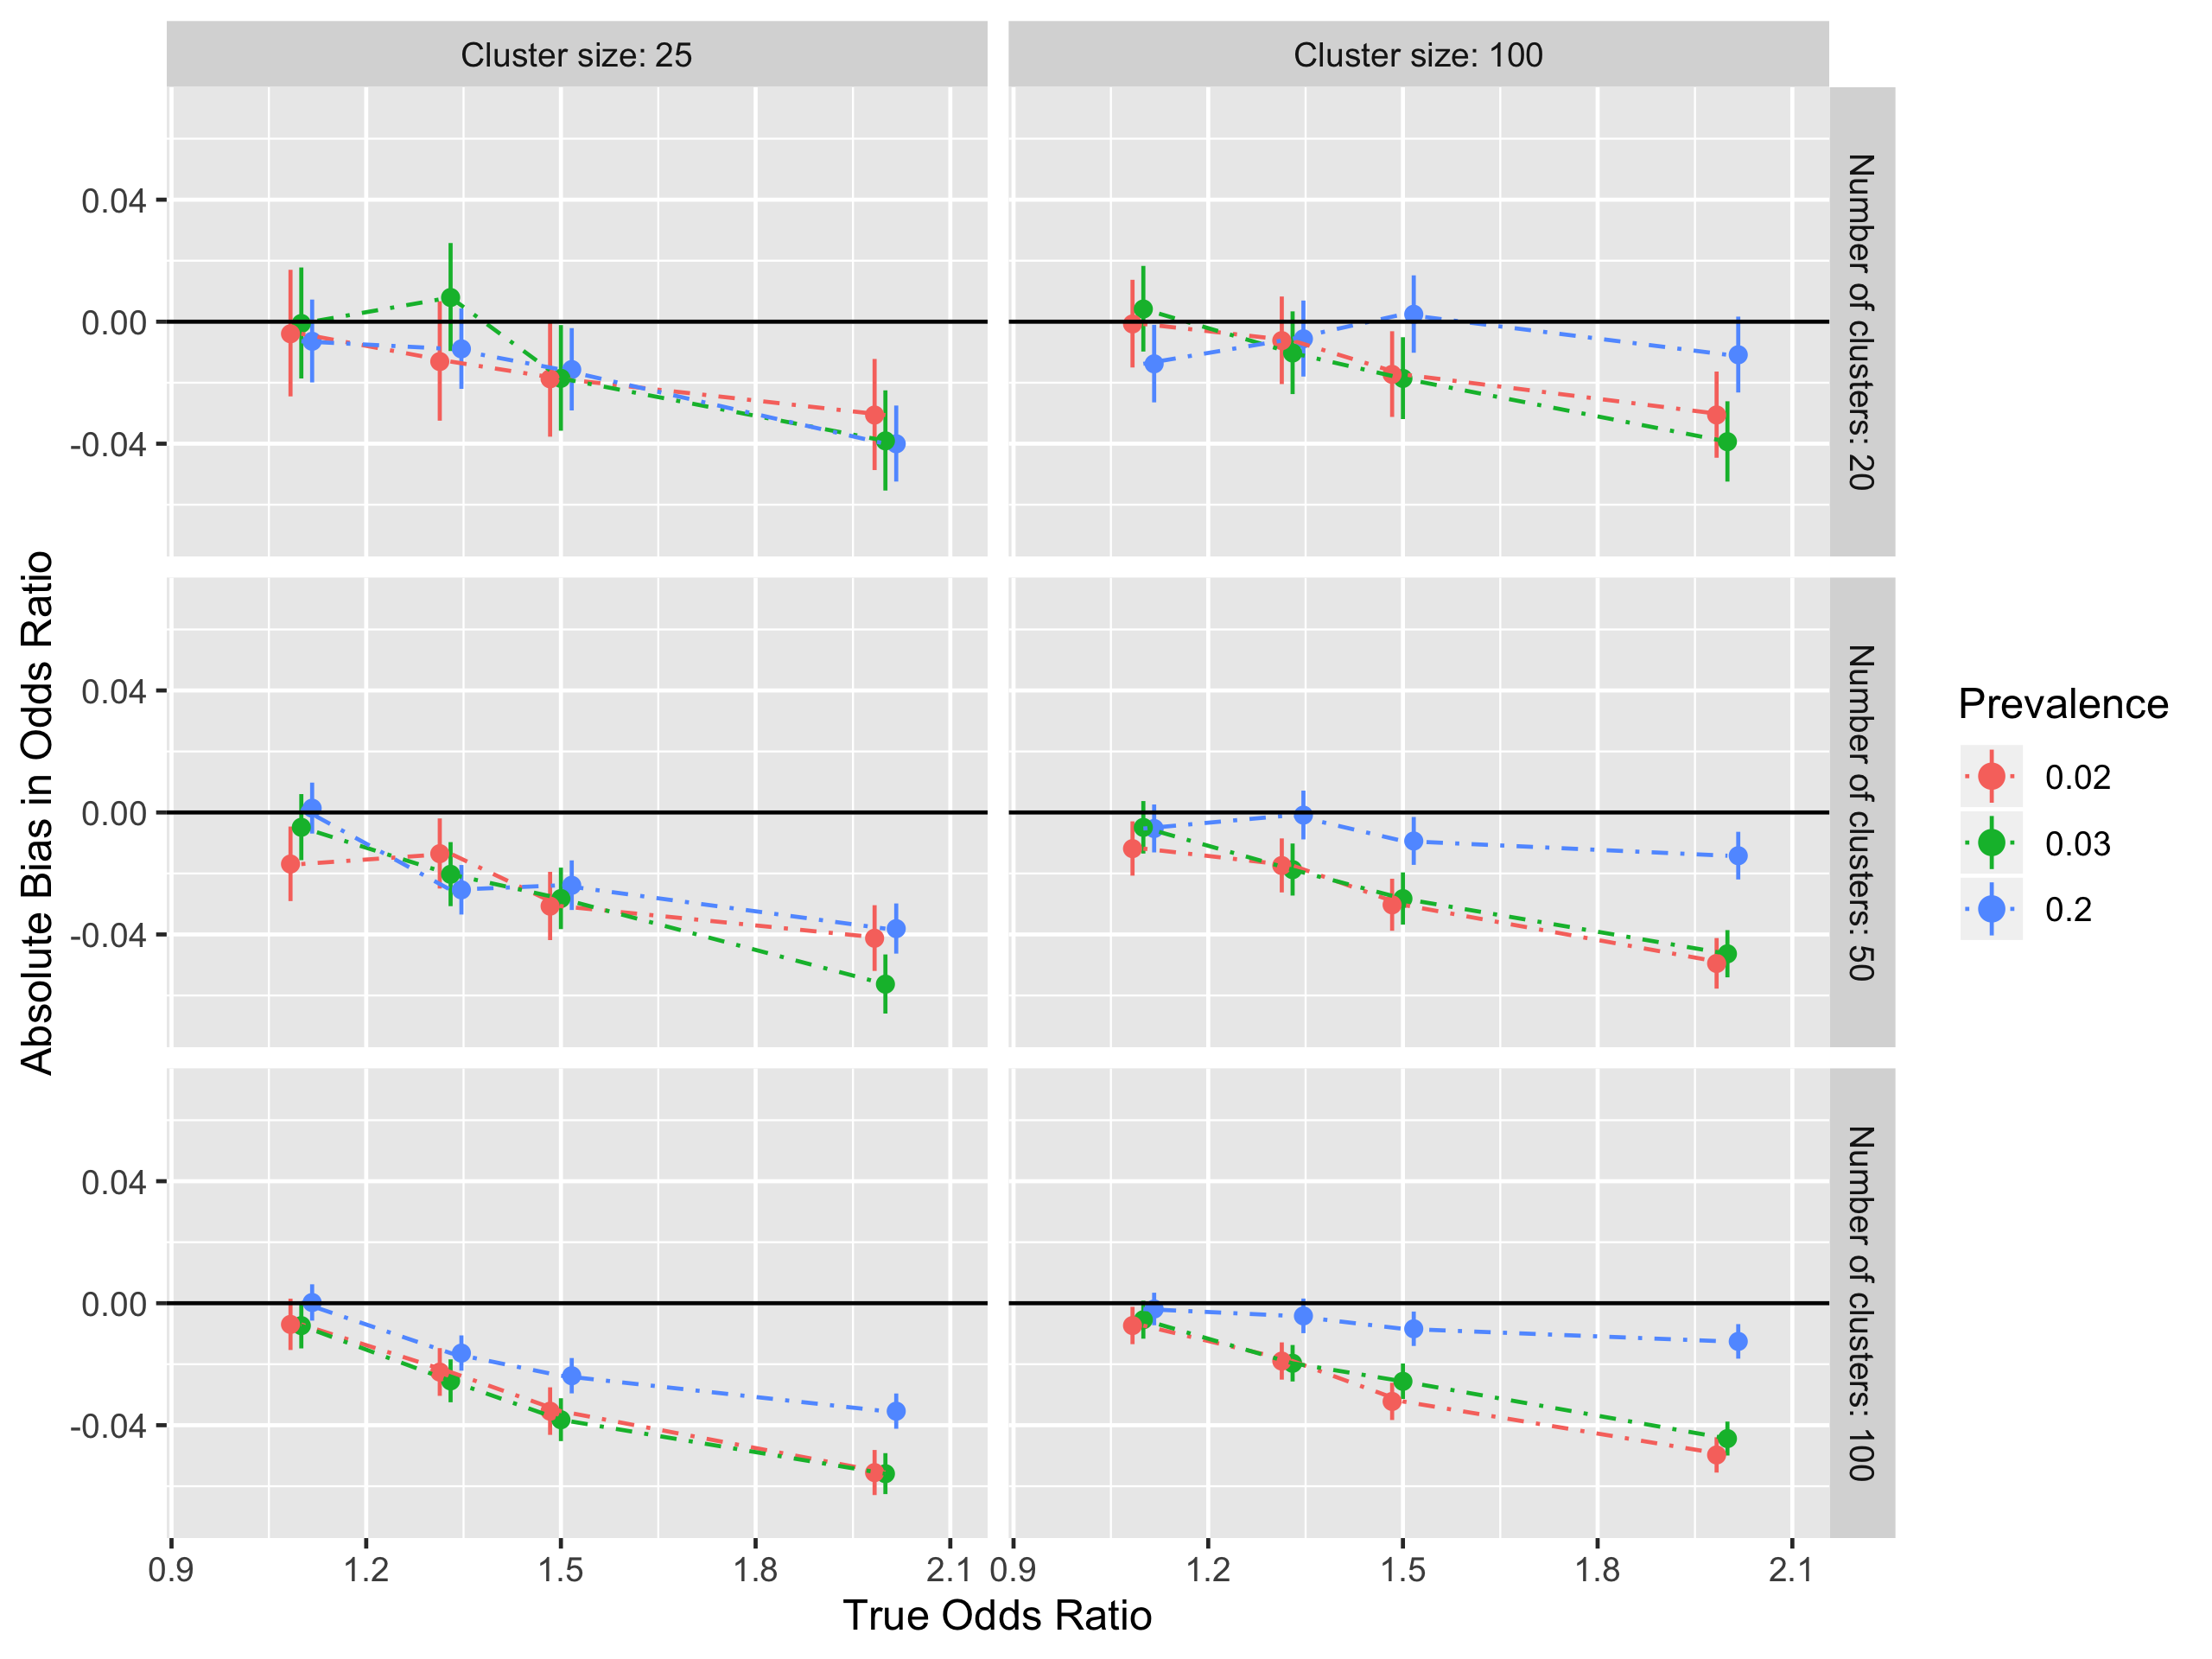 Cluster size: 25
Cluster size: 100
Number of clusters: 20
0.04
0.00
-0.04
Number of clusters: 50
0.04
0.00
-0.04
Number of clusters: 100
0.04
0.00
-0.04
0.9
1.2
1.5
1.8
2.1
0.9
1.2
1.5
1.8
2.1
True Odds Ratio
Absolute Bias in Odds Ratio
Prevalence
0.02
0.03
0.2